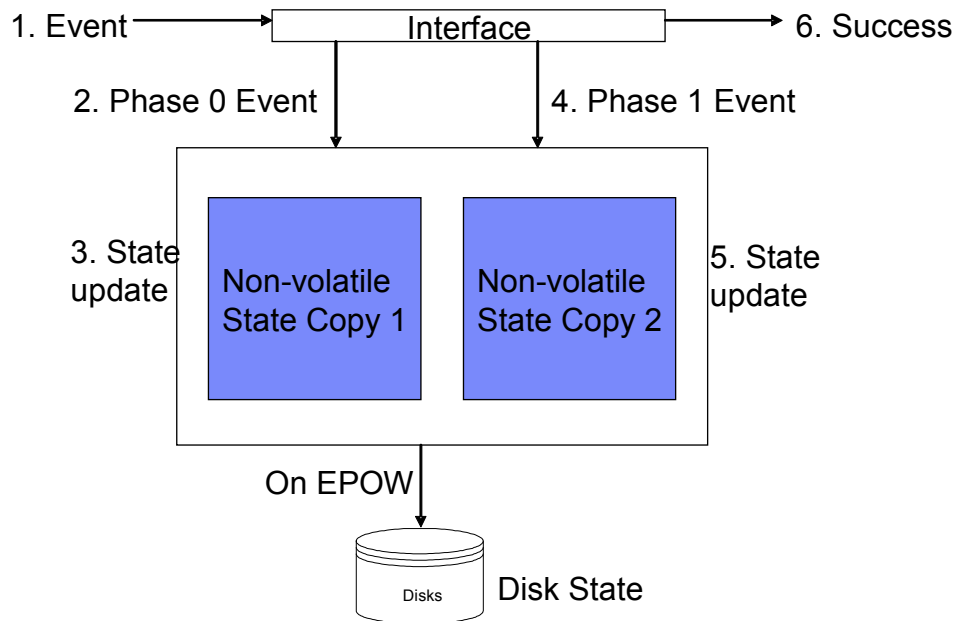 1. Event
Interface
6. Success
2. Phase 0 Event
4. Phase 1 Event
3. State
update
Non-volatile
State Copy 1
Non-volatile
State Copy 2
5. State
update
On EPOW
Disks
Disk State